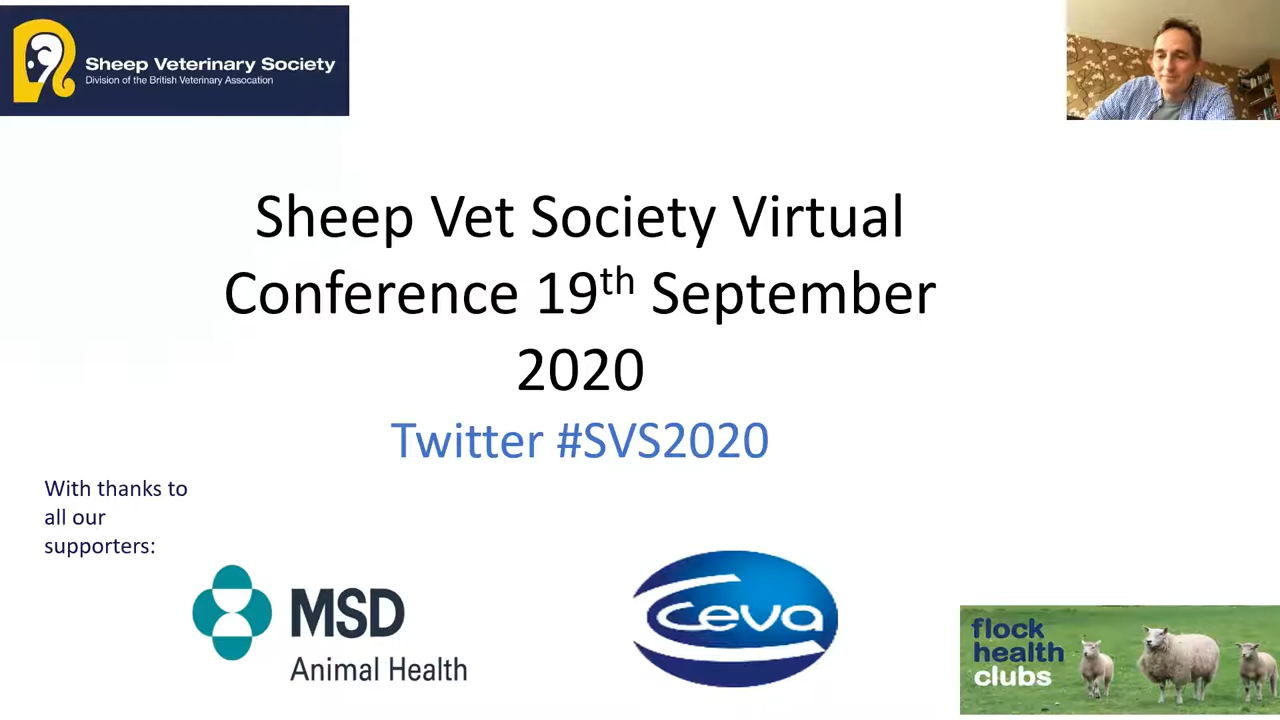 Sheep Veterinary Society
Division of the British Veterinary Assocation
Sheep Vet Society Virtual
Conference 19th September
2020
Twitter #SVS2020
With thanks to
all our
supporters:
MSD
Animal Health
ceva
flock
health
clubs